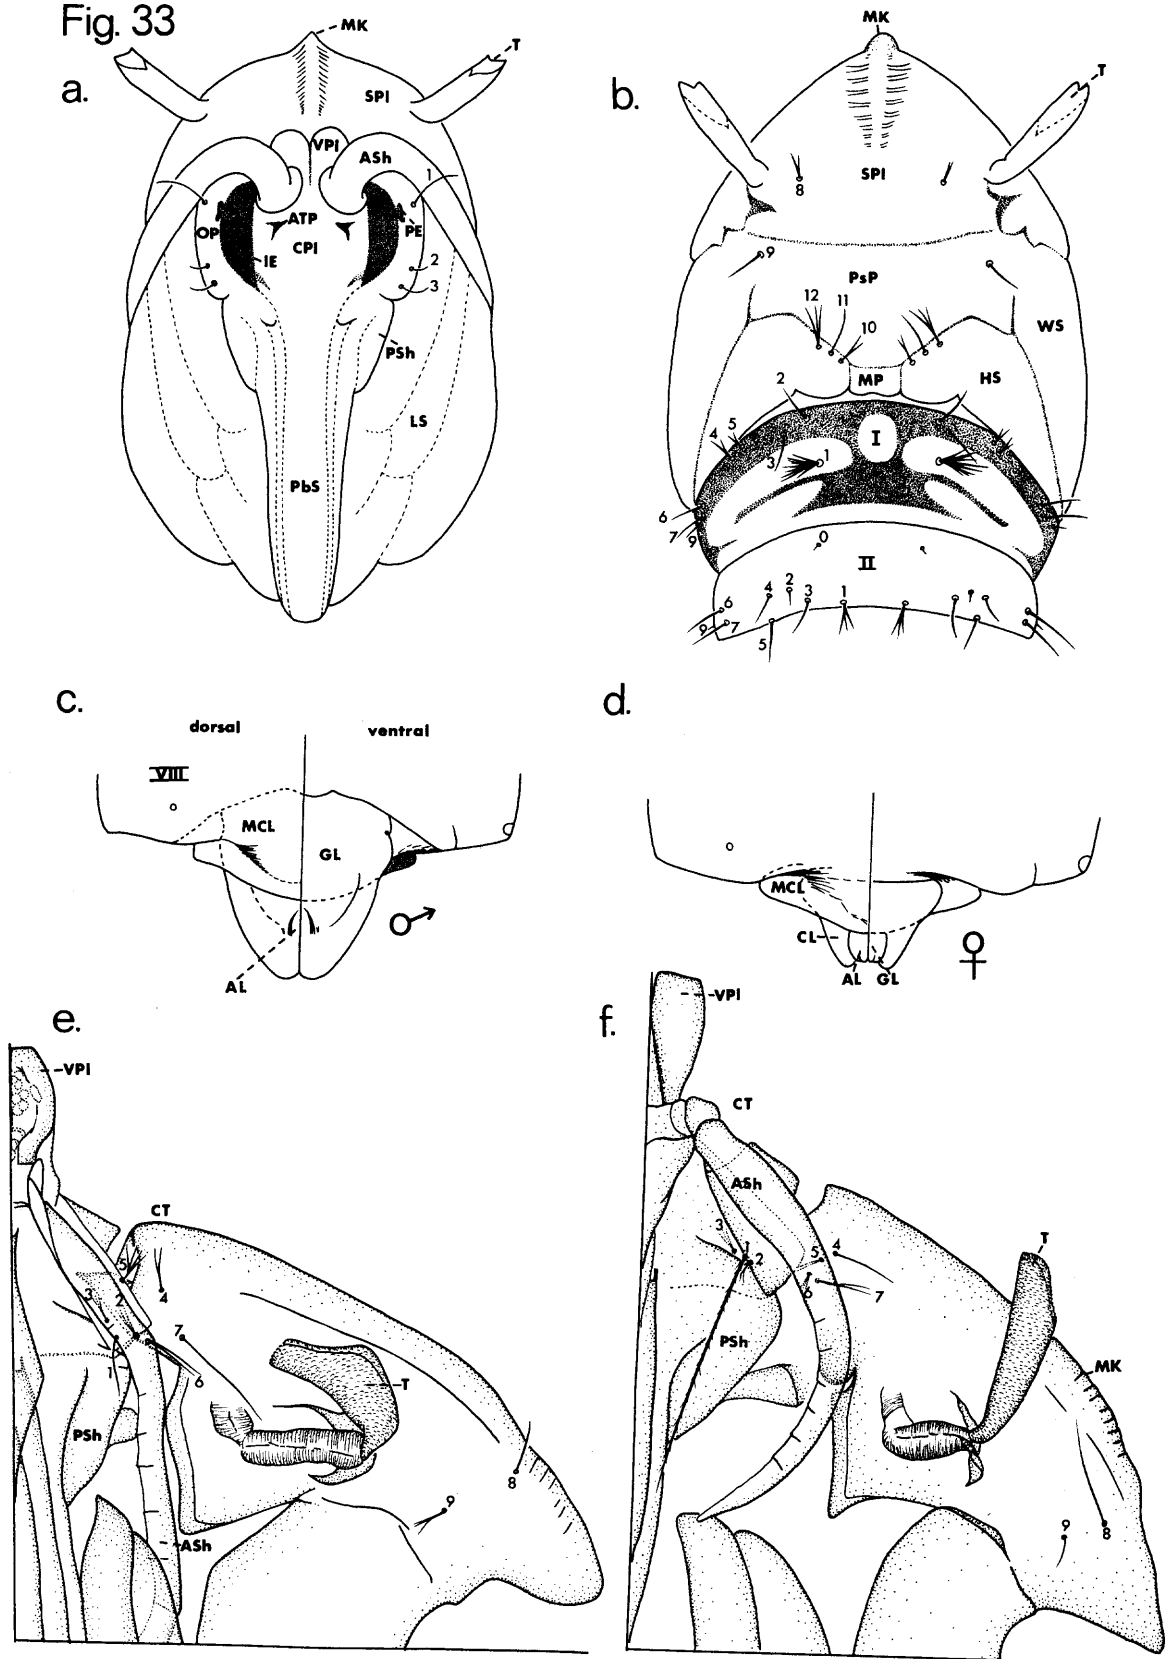 Fig. 33
a.
MK
T
SPl
VPl
ASh
1
OP
ATP
PE
CPl
IE
2
3
PSh
LS
PbS
b.
MK
T
8
SPl
9
PsP
12
11
10
WS
MP
HS
2
4
5
I
3
1
6
7
9
0
II
4
2
3
1
6
9
7
5
c.
dorsal
ventral
VIII
MCL
GL
AL
♂
d.
MCL
CL
AL
GL
♀
e.
VPl
CT
5
3
2
4
7
1
6
T
PSh
8
9
ASh
f.
VPl
CT
ASh
3
1
2
5
4
6
7
T
PSh
MK
9
8